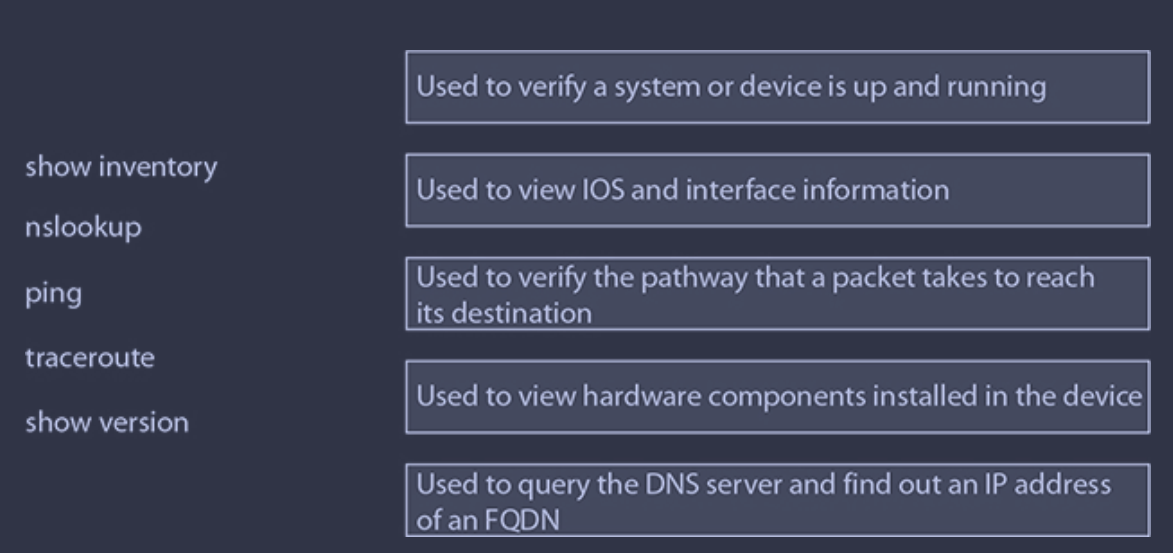 show inventory
nslookup
ping
traceroute
show version
Used to verify a system or device is up and running
Used to view IOS and interface information
Used to verify the pathway that a packet takes to reach
its destination
Used to view hardware components installed in the device
Used to query the DNS server and find out an IP address
of an FQDN